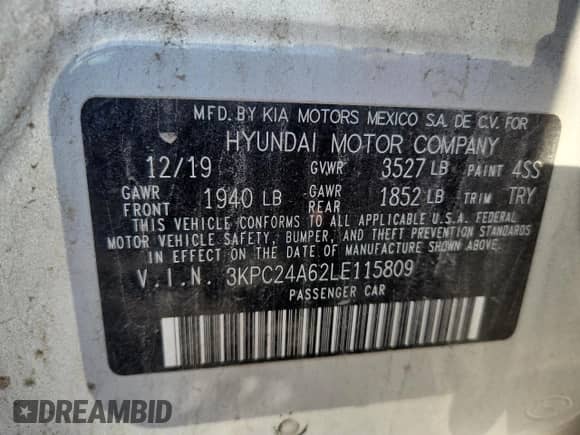 MFD. BY KIA MOTORS MEXICO S.A. DE C.V. FOR
HYUNDAI MOTOR COMPANY
12/19 GVWR 3527 LB PAINT 4SS
GAWR FRONT 1940 LB GAWR REAR 1852 LB TRIM TRY
THIS VEHICLE CONFORMS TO ALL APPLICABLE U.S.A. FEDERAL
MOTOR VEHICLE SAFETY, BUMPER, AND THEFT PREVENTION STANDARDS
IN EFFECT ON THE DATE OF MANUFACTURE SHOWN ABOVE.
V.I.N. 3KPC24A62LE115809
PASSENGER CAR
DREAMBID